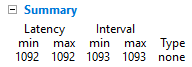 Summary
Latency Interval
min max min max Type
1092 1092 1093 1093 none